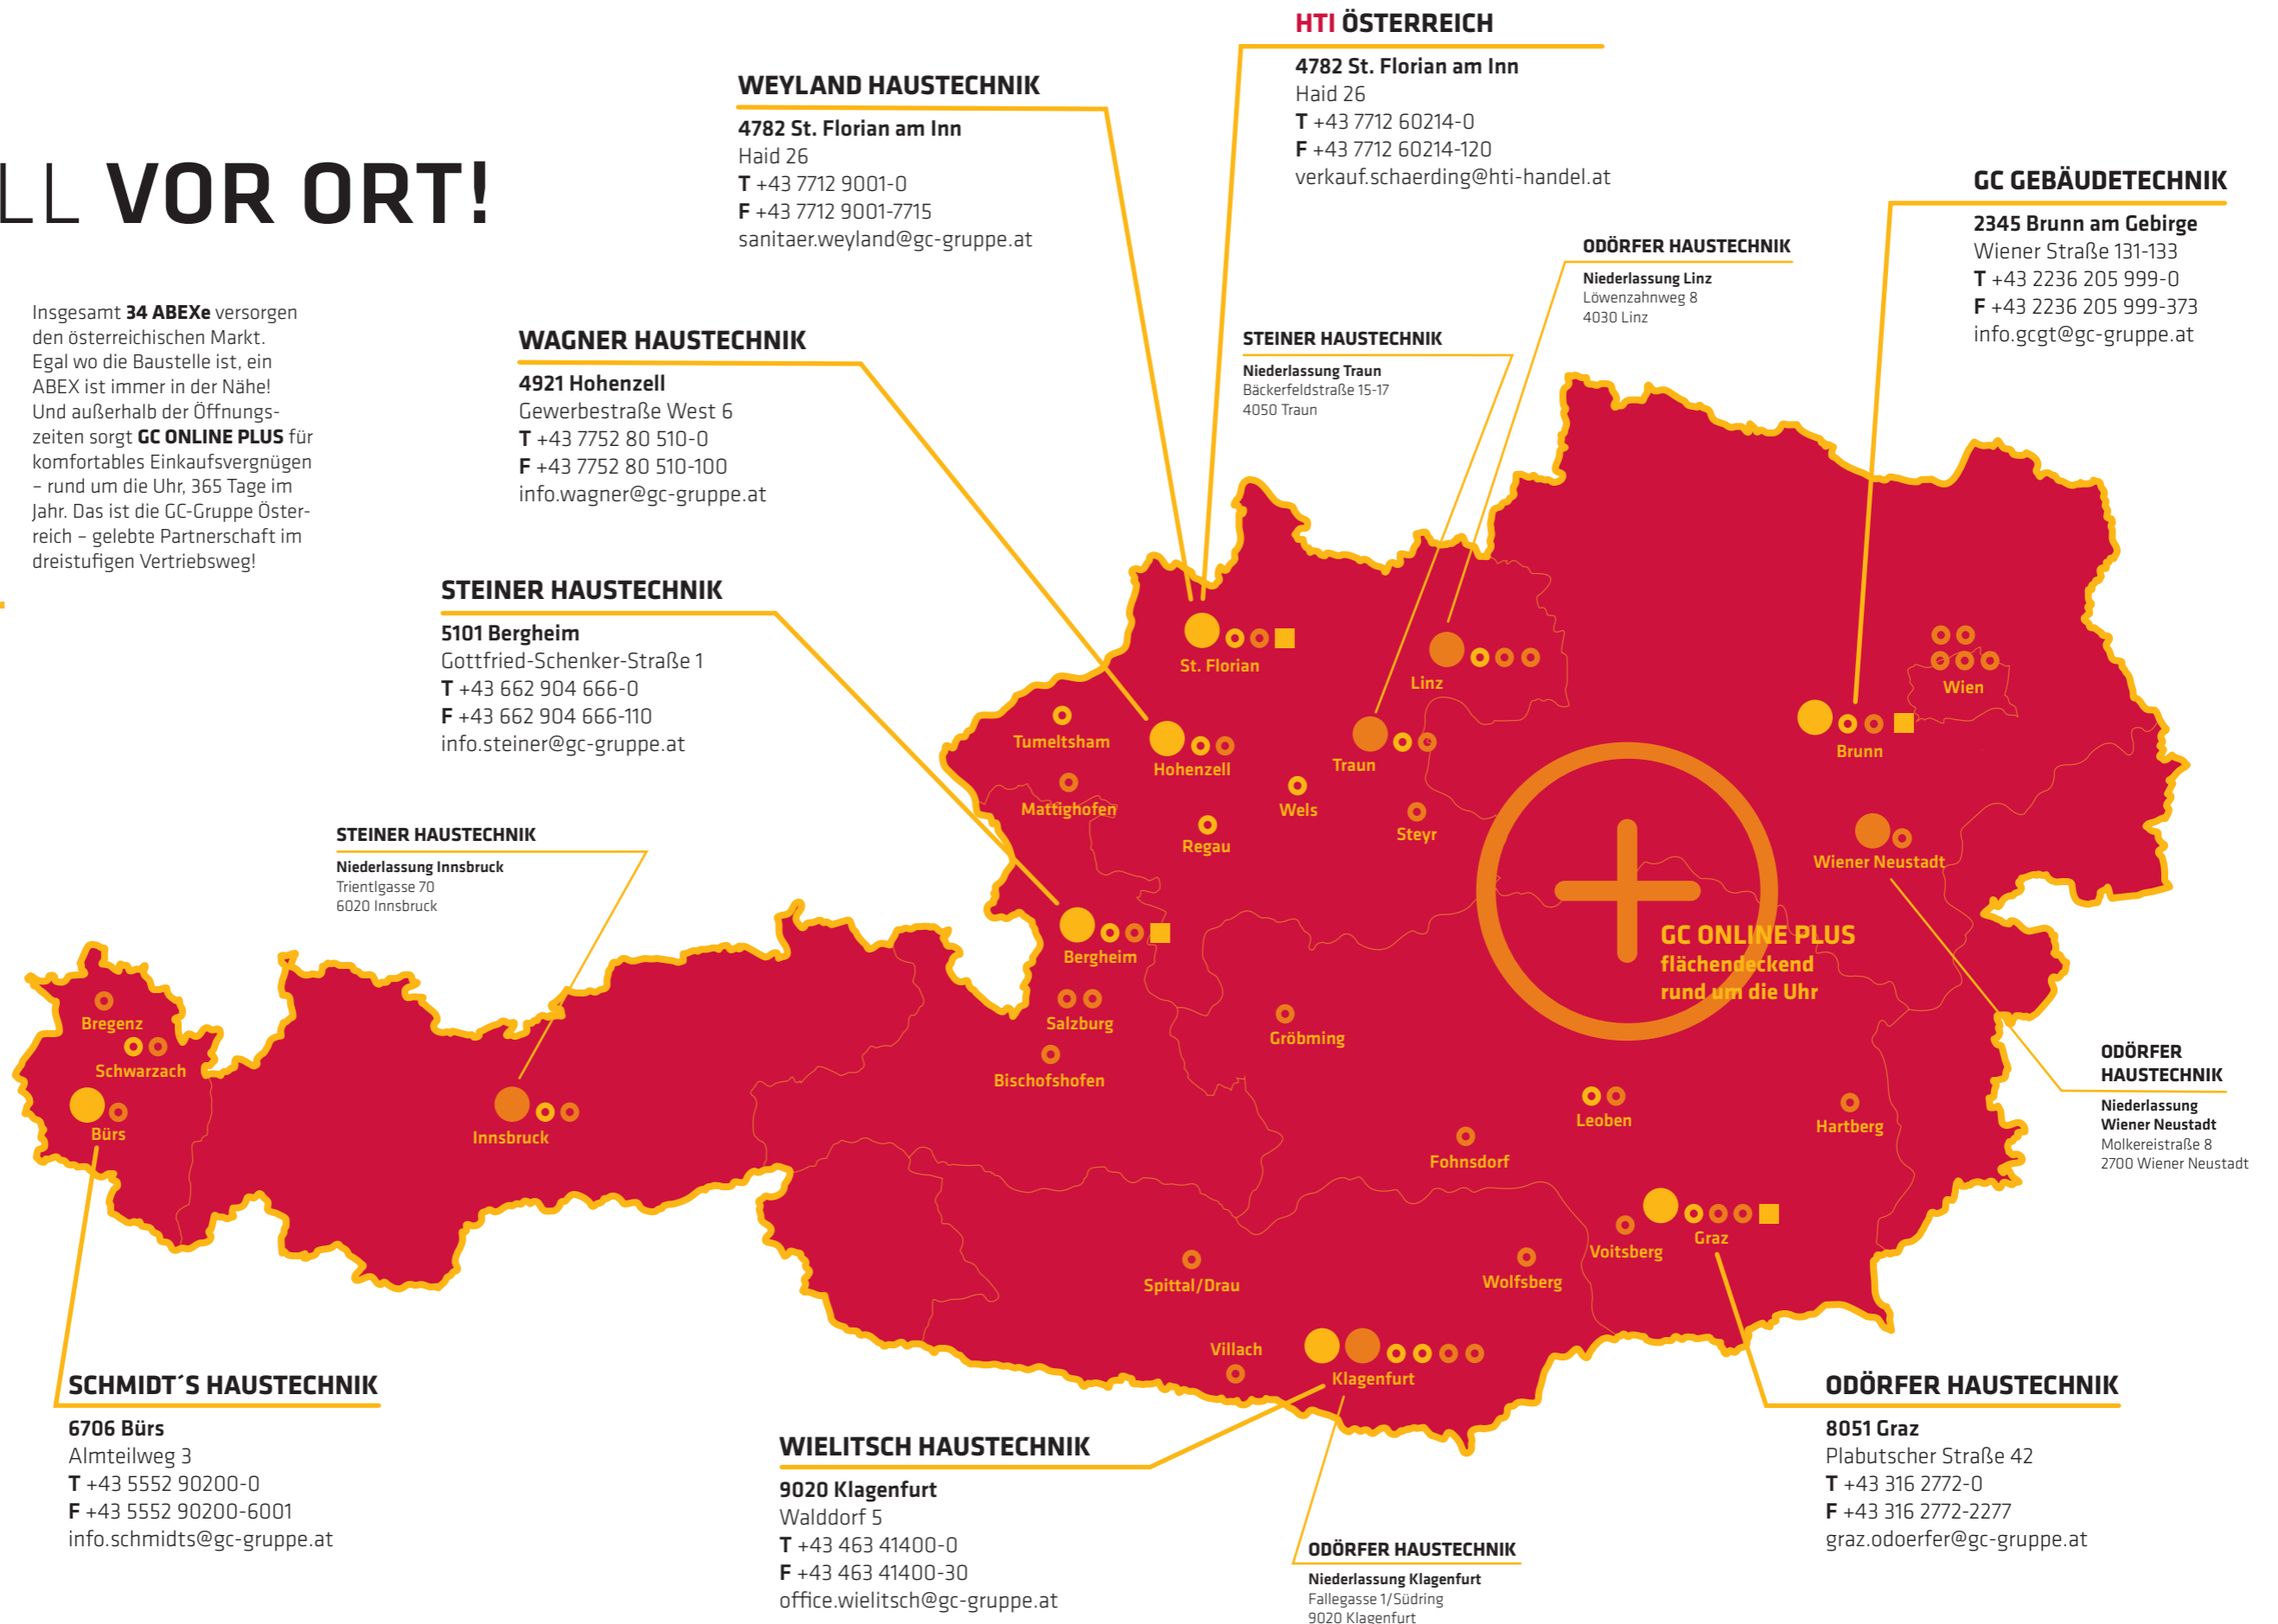 LL VOR ORT!
Insgesamt 34 ABEXe versorgen
den österreichischen Markt.
Egal wo die Baustelle ist, ein
ABEX ist immer in der Nähe!
Und außerhalb der Öffnungs-
zeiten sorgt GC ONLINE PLUS für
komfortables Einkaufsvergnügen
– rund um die Uhr, 365 Tage im
Jahr. Das ist die GC-Gruppe Öster-
reich – gelebte Partnerschaft im
dreistufigen Vertriebsweg!
WEYLAND HAUSTECHNIK
4782 St. Florian am Inn
Haid 26
T +43 7712 9001-0
F +43 7712 9001-7715
sanitaer.weyland@gc-gruppe.at
HTI ÖSTERREICH
4782 St. Florian am Inn
Haid 26
T +43 7712 60214-0
F +43 7712 60214-120
verkauf.schaerding@hti-handel.at
GC GEBÄUDETECHNIK
2345 Brunn am Gebirge
Wiener Straße 131-133
T +43 2236 205 999-0
F +43 2236 205 999-373
info.gcgt@gc-gruppe.at
ODÖRFER HAUSTECHNIK
Niederlassung Linz
Löwenzahnweg 8
4030 Linz
STEINER HAUSTECHNIK
Niederlassung Traun
Bäckerfeldstraße 15-17
4050 Traun
WAGNER HAUSTECHNIK
4921 Hohenzell
Gewerbestraße West 6
T +43 7752 80 510-0
F +43 7752 80 510-100
info.wagner@gc-gruppe.at
STEINER HAUSTECHNIK
5101 Bergheim
Gottfried-Schenker-Straße 1
T +43 662 904 666-0
F +43 662 904 666-110
info.steiner@gc-gruppe.at
STEINER HAUSTECHNIK
Niederlassung Innsbruck
Trientlgasse 70
6020 Innsbruck
St. Florian
Linz
Wien
Tumeltsham
Hohenzell
Traun
Brunn
Mattighofen
Wels
Regau
Steyr
Wiener Neustadt
GC ONLINE PLUS
flächendeckend
rund um die Uhr
Bergheim
Salzburg
Gröbming
Bischofshofen
Bregenz
Schwarzach
Bürs
Innsbruck
Leoben
Hartberg
Fohnsdorf
Voitsberg
Graz
Spittal/Drau
Wolfsberg
Villach
Klagenfurt
ODÖRFER
HAUSTECHNIK
Niederlassung
Wiener Neustadt
Molkereistraße 8
2700 Wiener Neustadt
SCHMIDT´S HAUSTECHNIK
6706 Bürs
Almteilweg 3
T +43 5552 90200-0
F +43 5552 90200-6001
info.schmidts@gc-gruppe.at
WIELITSCH HAUSTECHNIK
9020 Klagenfurt
Walddorf 5
T +43 463 41400-0
F +43 463 41400-30
office.wielitsch@gc-gruppe.at
ODÖRFER HAUSTECHNIK
Niederlassung Klagenfurt
Fallegasse 1/Südring
9020 Klagenfurt
ODÖRFER HAUSTECHNIK
8051 Graz
Plabutscher Straße 42
T +43 316 2772-0
F +43 316 2772-2277
graz.odoerfer@gc-gruppe.at